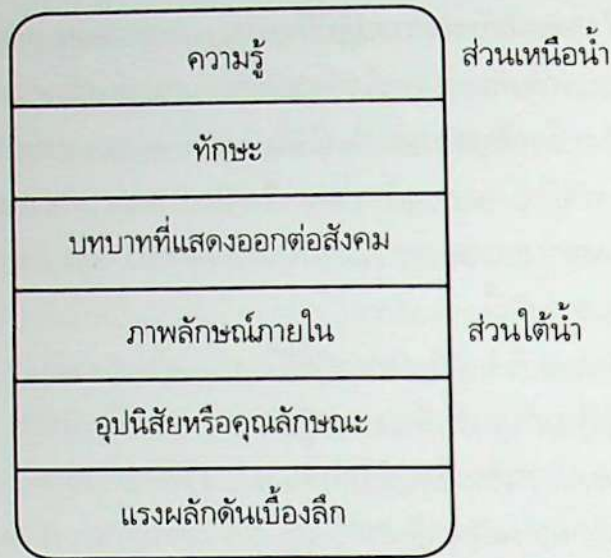 ความรู้ ส่วนเหนือน้ำ
ทักษะ
บทบาทที่แสดงออกต่อสังคม
ภาพลักษณ์ภายใน ส่วนใต้น้ำ
อุปนิสัยหรือคุณลักษณะ
แรงผลักดันเบื้องลึก